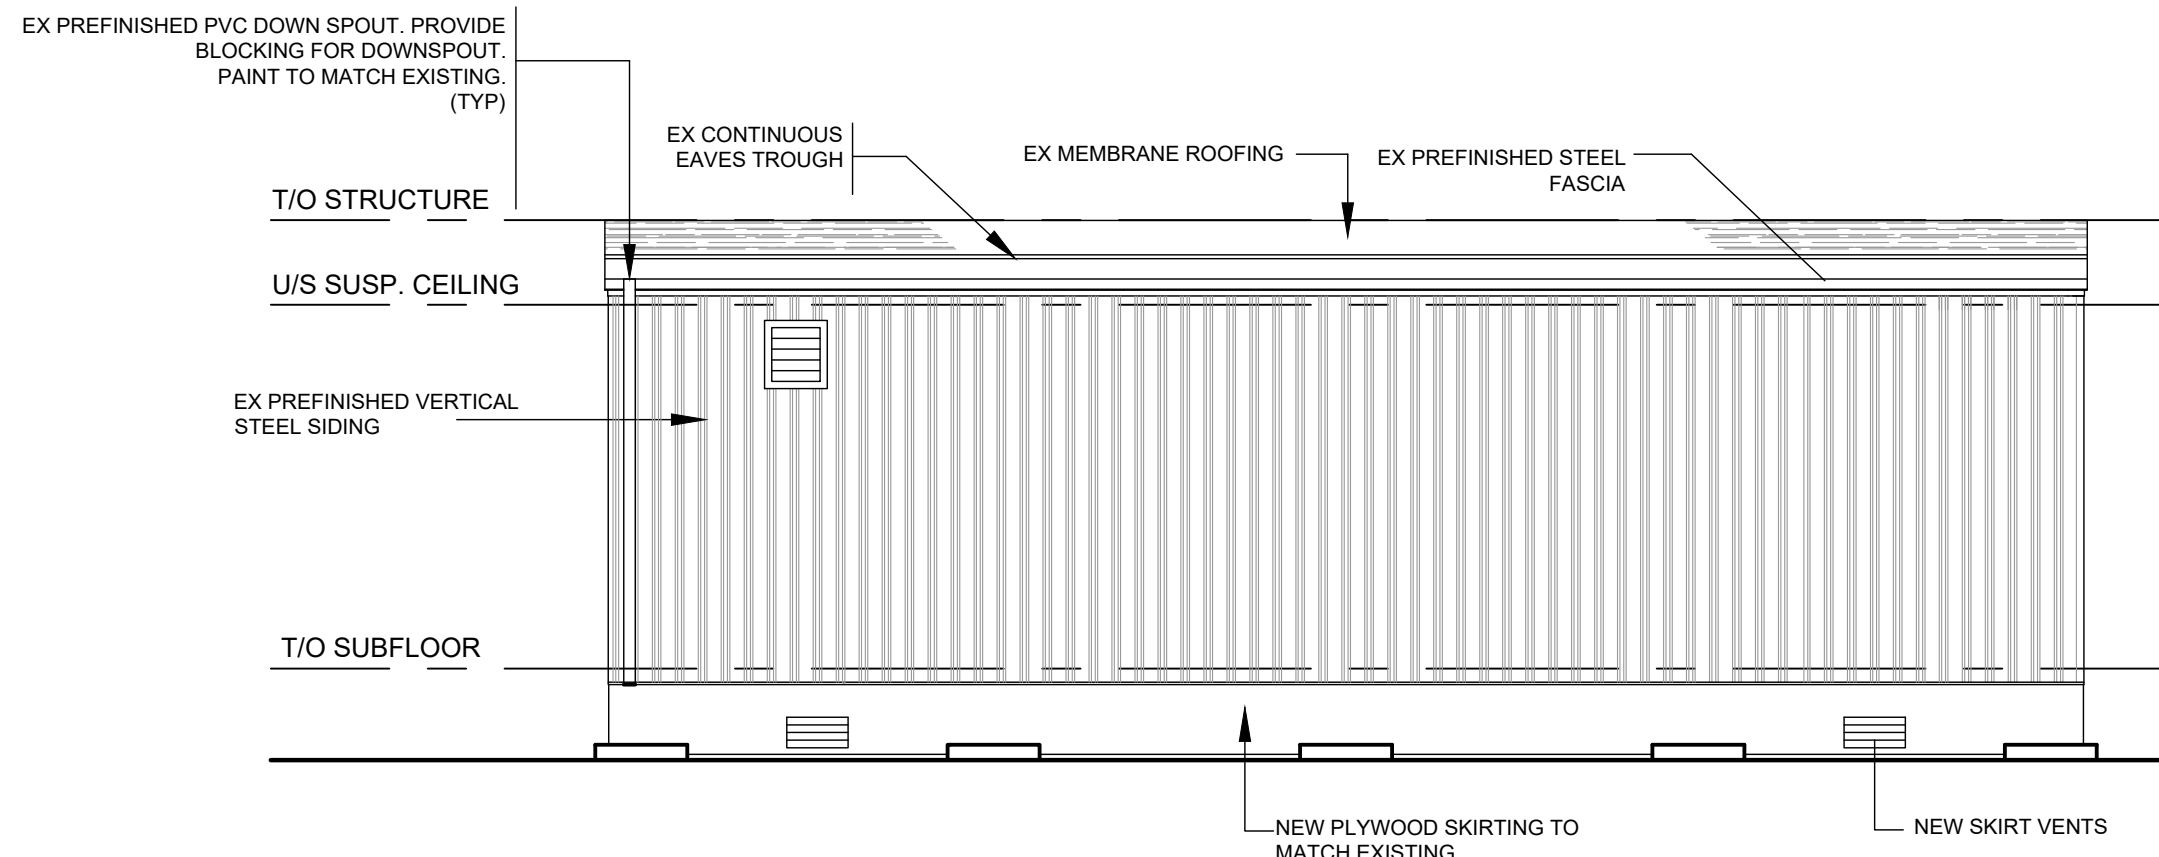 EX PREFINISHED PVC DOWN SPOUT. PROVIDE
BLOCKING FOR DOWNSPOUT.
PAINT TO MATCH EXISTING.
(TYP)
EX CONTINUOUS
EAVES TROUGH
EX MEMBRANE ROOFING
EX PREFINISHED STEEL
FASCIA
T/O STRUCTURE
U/S SUSP. CEILING
EX PREFINISHED VERTICAL
STEEL SIDING
T/O SUBFLOOR
NEW PLYWOOD SKIRTING TO
MATCH EXISTING
NEW SKIRT VENTS